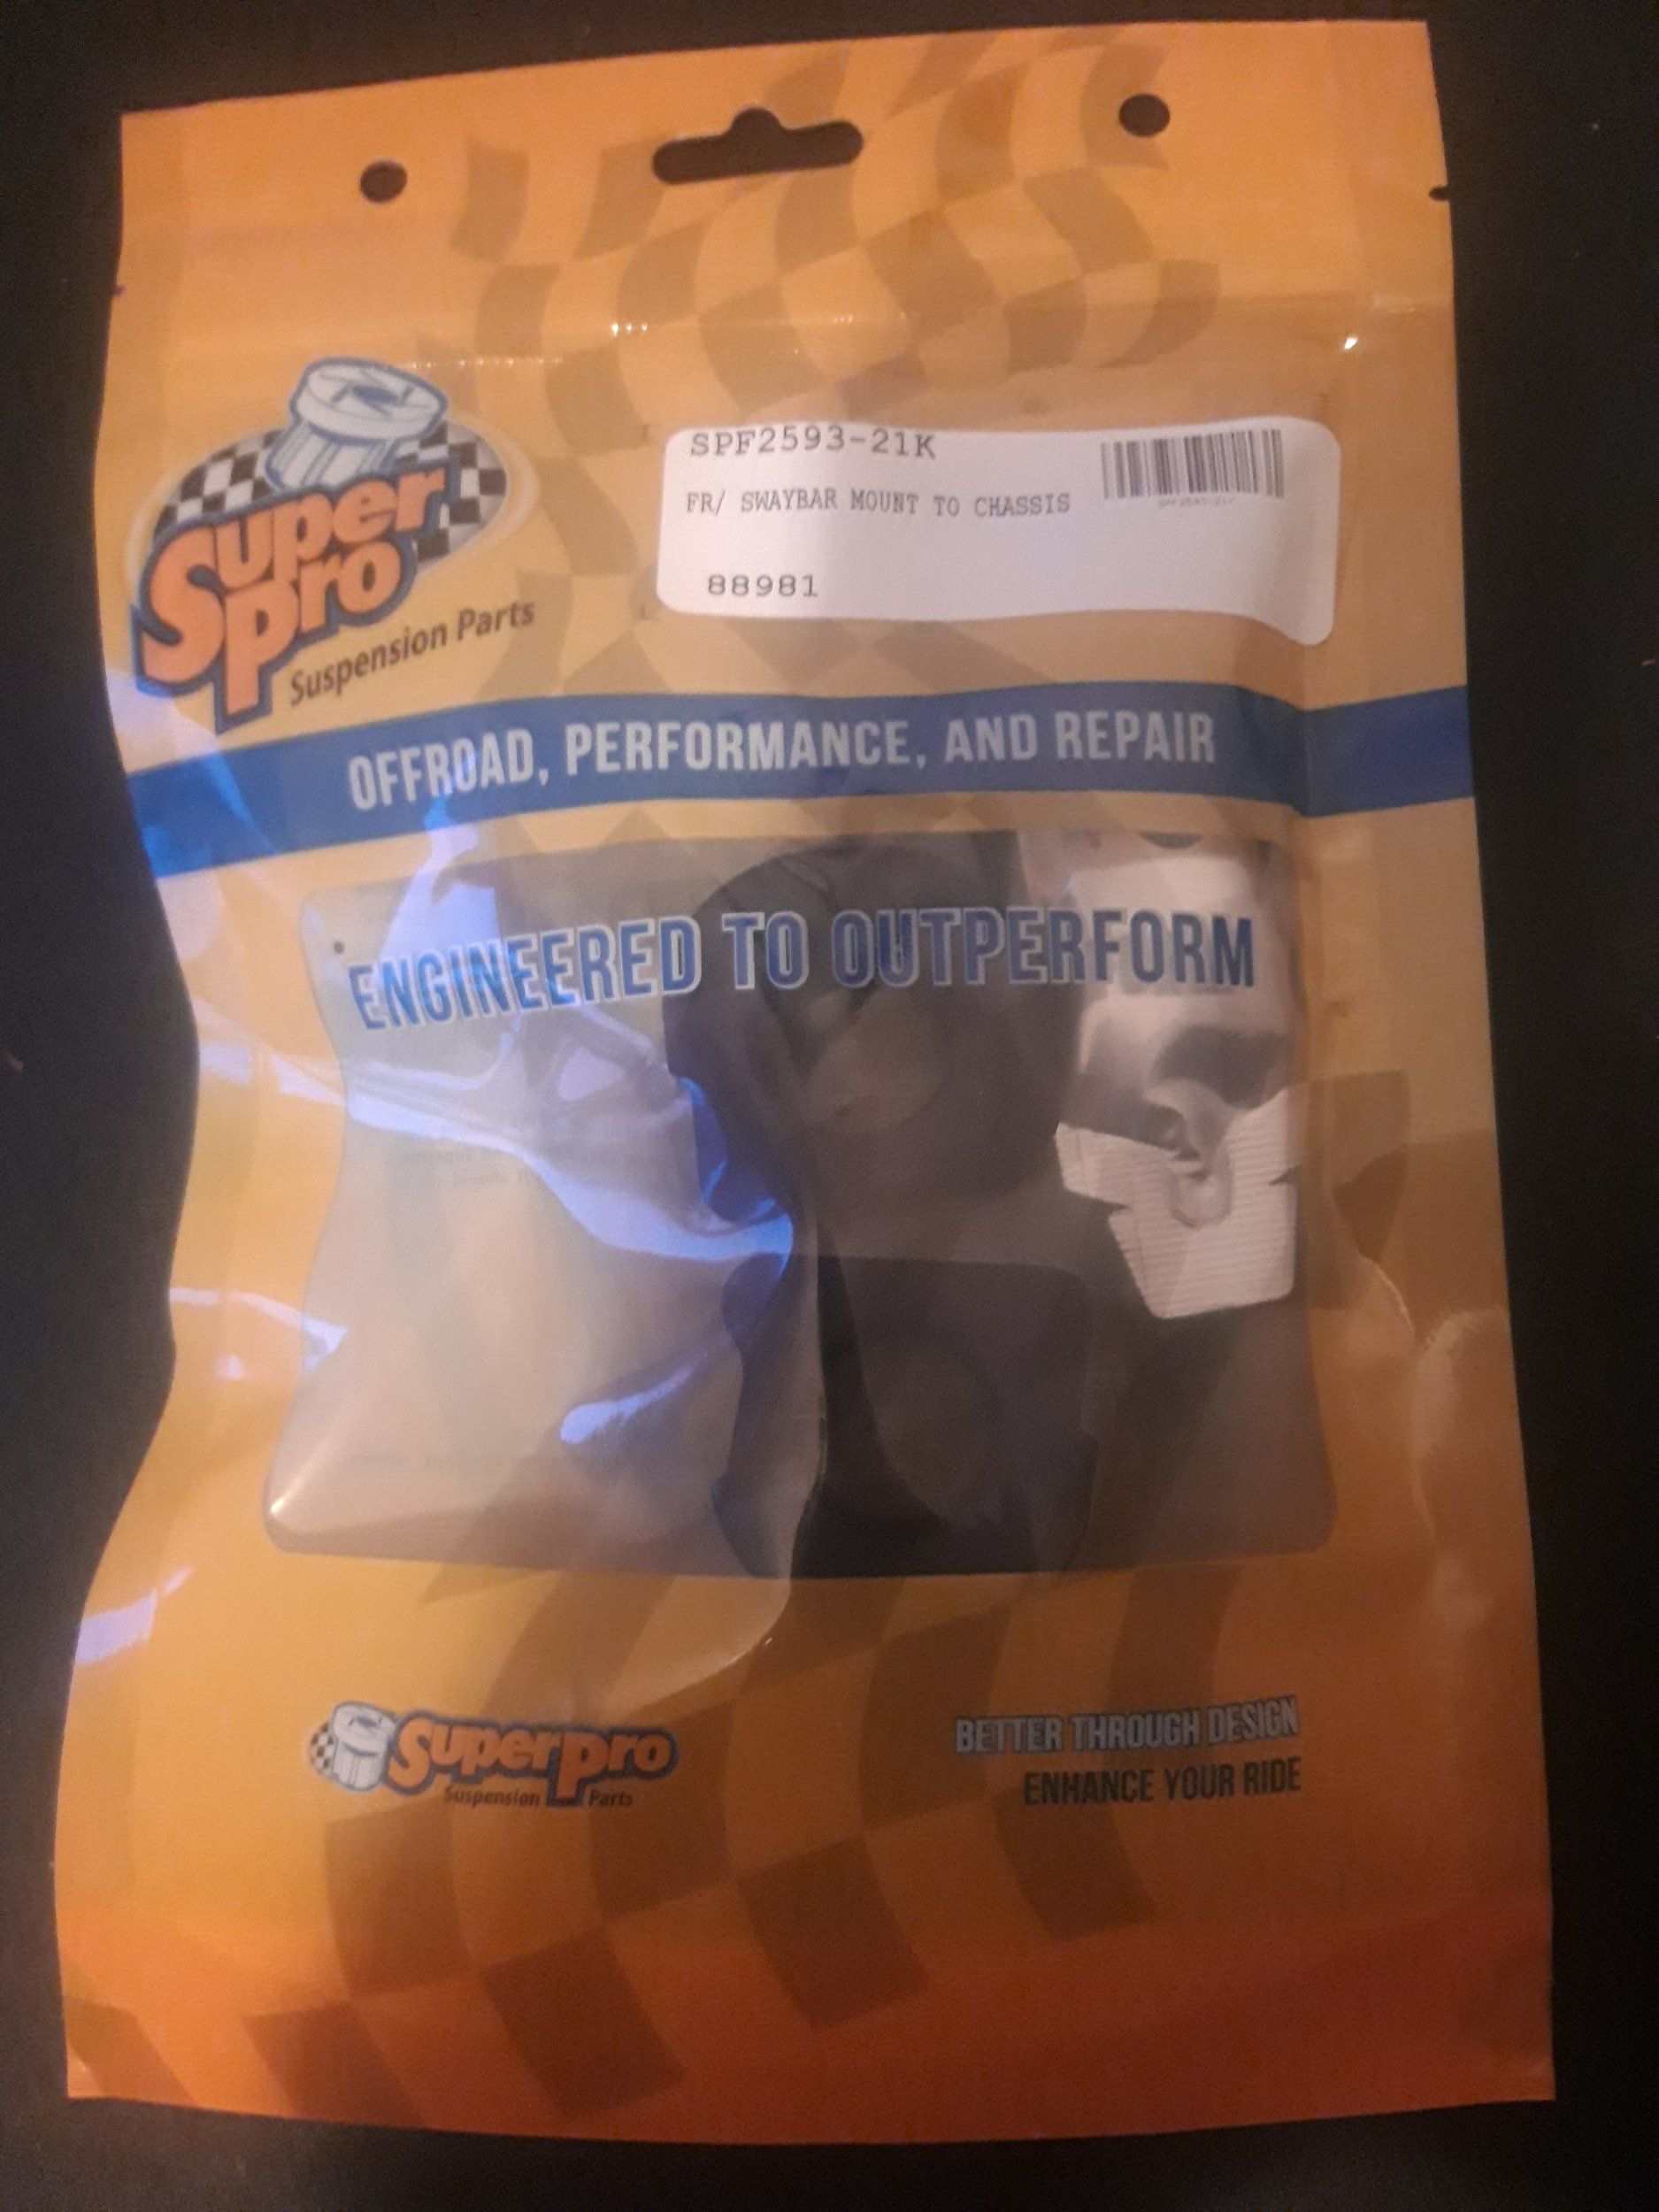 SPF2593-21K
FR/ SWAYBAR MOUNT TO CHASSIS
88981
Super
Pro
Suspension Parts
OFFROAD, PERFORMANCE, AND REPAIR
ENGINEERED TO OUTPERFORM
Superpro
Suspension Parts
BETTER THROUGH DESIGN
ENHANCE YOUR RIDE